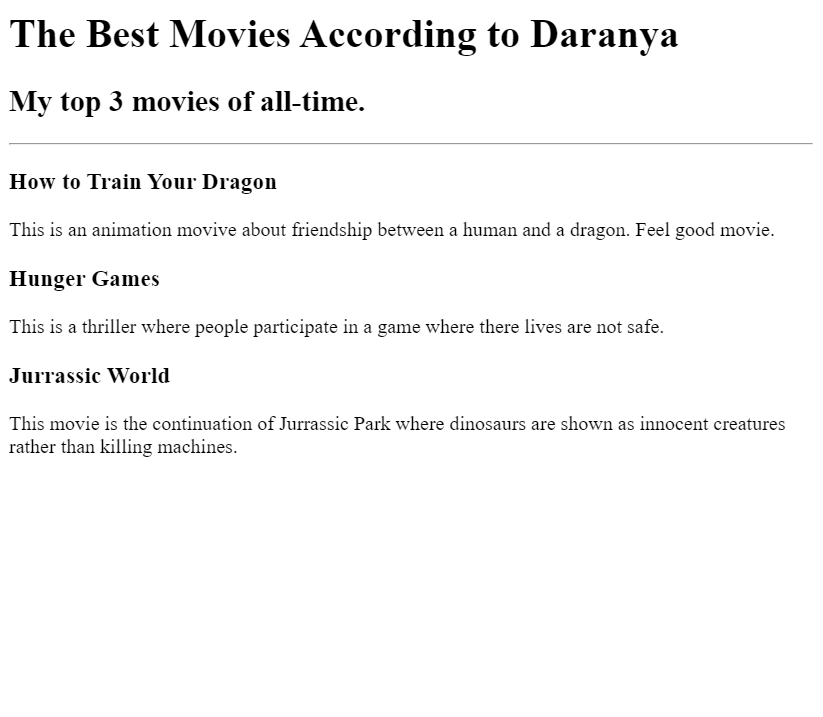 The Best Movies According to Daranya
My top 3 movies of all-time.
How to Train Your Dragon
This is an animation movive about friendship between a human and a dragon. Feel good movie.
Hunger Games
This is a thriller where people participate in a game where there lives are not safe.
Jurrassic World
This movie is the continuation of Jurrassic Park where dinosaurs are shown as innocent creatures
rather than killing machines.